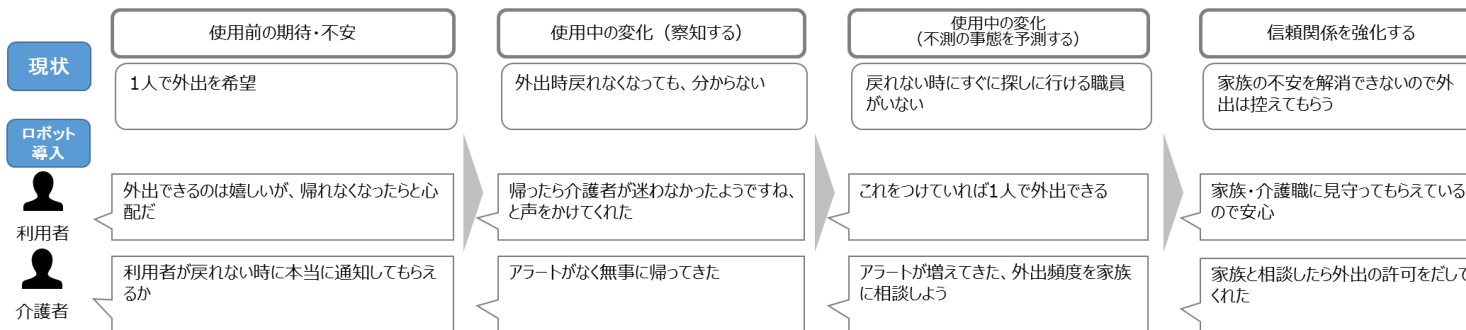 使用前の期待・不安
使用中の変化（察知する）
使用中の変化
（不測の事態を予測する）
信頼関係を強化する
現状
1人で外出を希望
外出時戻れなくなっても、分からない
戻れない時にすぐに探しに行ける職員
がいない
家族の不安を解消できないので外
出は控えてもらう
ロボット
導入
利用者
外出できるのは嬉しいが、帰れなくなったらと心
配だ
帰ったら介護者が迷わなかったようですね、
と声をかけてくれた
これをつけていれば1人で外出できる
家族・介護職に見守ってもらえている
ので安心
介護者
利用者が戻れない時に本当に通知してもらえ
るか
アラートがなく無事に帰ってきた
アラートが増えてきた、外出頻度を家族
に相談しよう
家族と相談したら外出の許可をだして
くれた